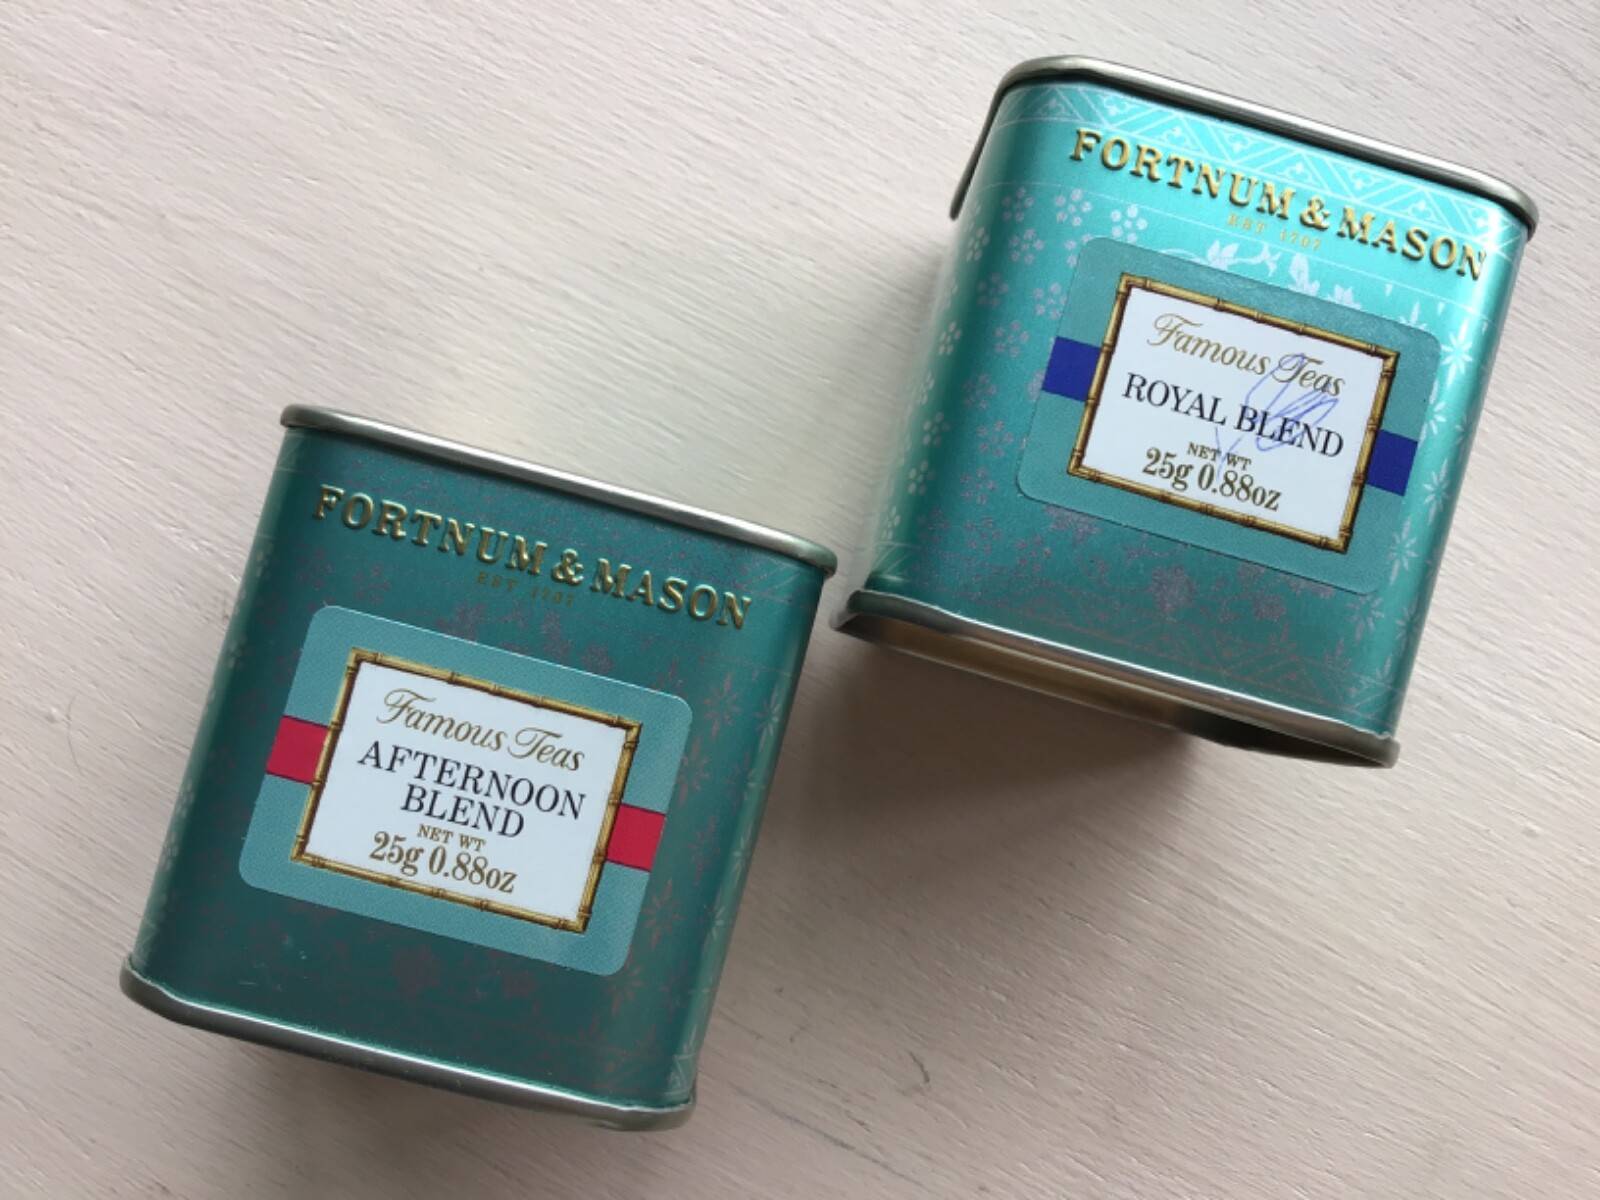 FORTNUM & MASON
EST 1707
Famous Teas
AFTERNOON
BLEND
NET WT
25g 0.88oz
FORTNUM & MASON
EST 1707
Famous Teas
ROYAL BLEND
NET WT
25g 0.88oz